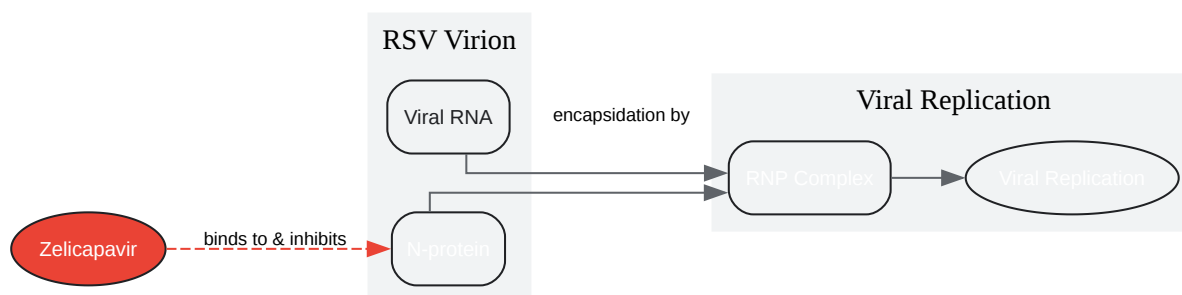 RSV Virion
Viral RNA
encapsidation by
Viral Replication
RNP Complex
Viral Replication
Zelicapavir
binds to & inhibits
N-protein